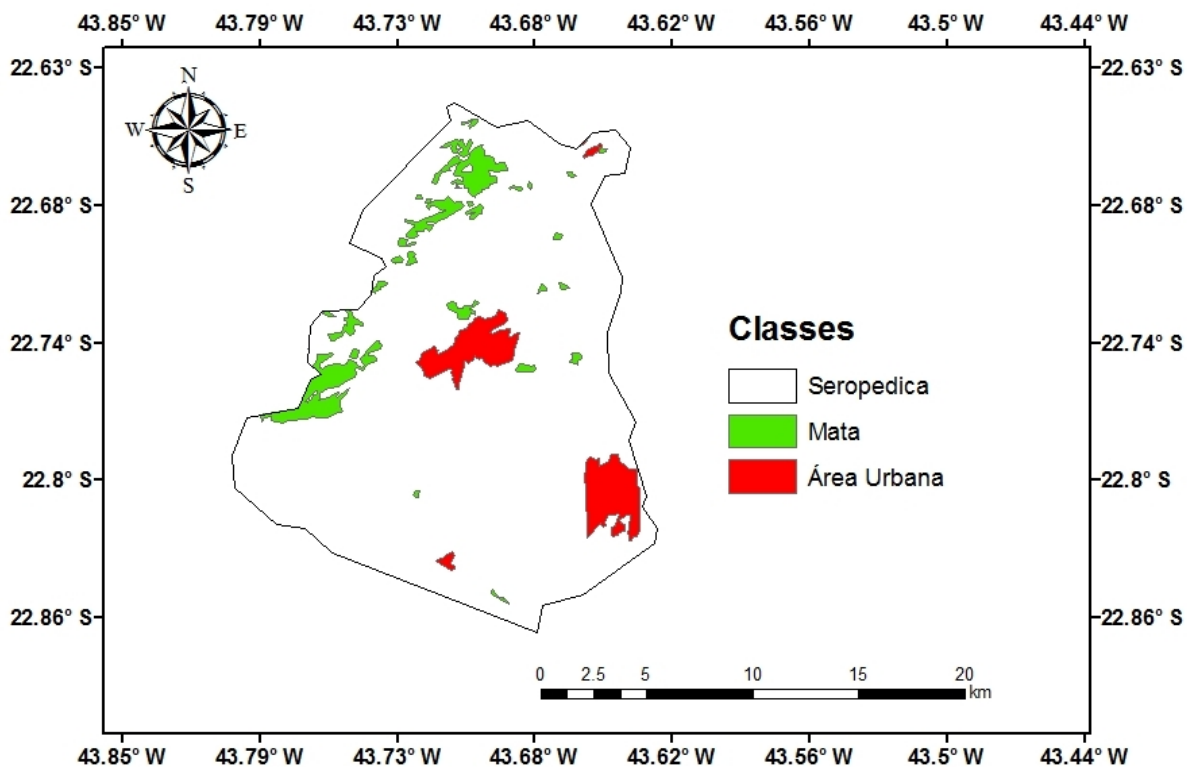 43.85° W 43.79° W 43.73° W 43.68° W 43.62° W 43.56° W 43.5° W 43.44° W
22.63° S 22.63° S
N
W E
S
22.68° S 22.68° S
Classes
22.74° S 22.74° S
Seropedica
Mata
Área Urbana
22.8° S 22.8° S
22.86° S 22.86° S
0 2.5 5 10 15 20
km
43.85° W 43.79° W 43.73° W 43.68° W 43.62° W 43.56° W 43.5° W 43.44° W